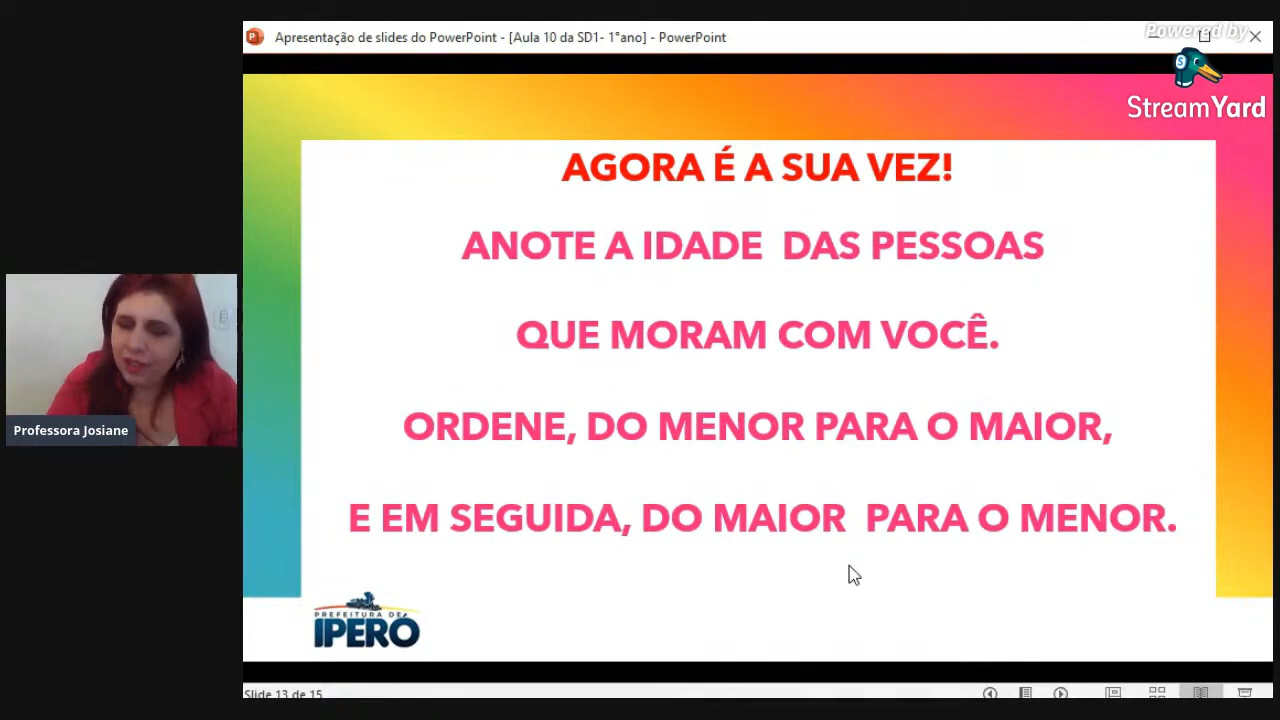 Apresentação de slides do PowerPoint - [Aula 10 da SD1- 1°ano] - PowerPoint
Powered by
StreamYard
AGORA É A SUA VEZ!
ANOTE A IDADE DAS PESSOAS
QUE MORAM COM VOCÊ.
ORDENE, DO MENOR PARA O MAIOR,
E EM SEGUIDA, DO MAIOR PARA O MENOR.
Professora Josiane
PREFEITURA DE
IPERÓ
Slide 13 de 15